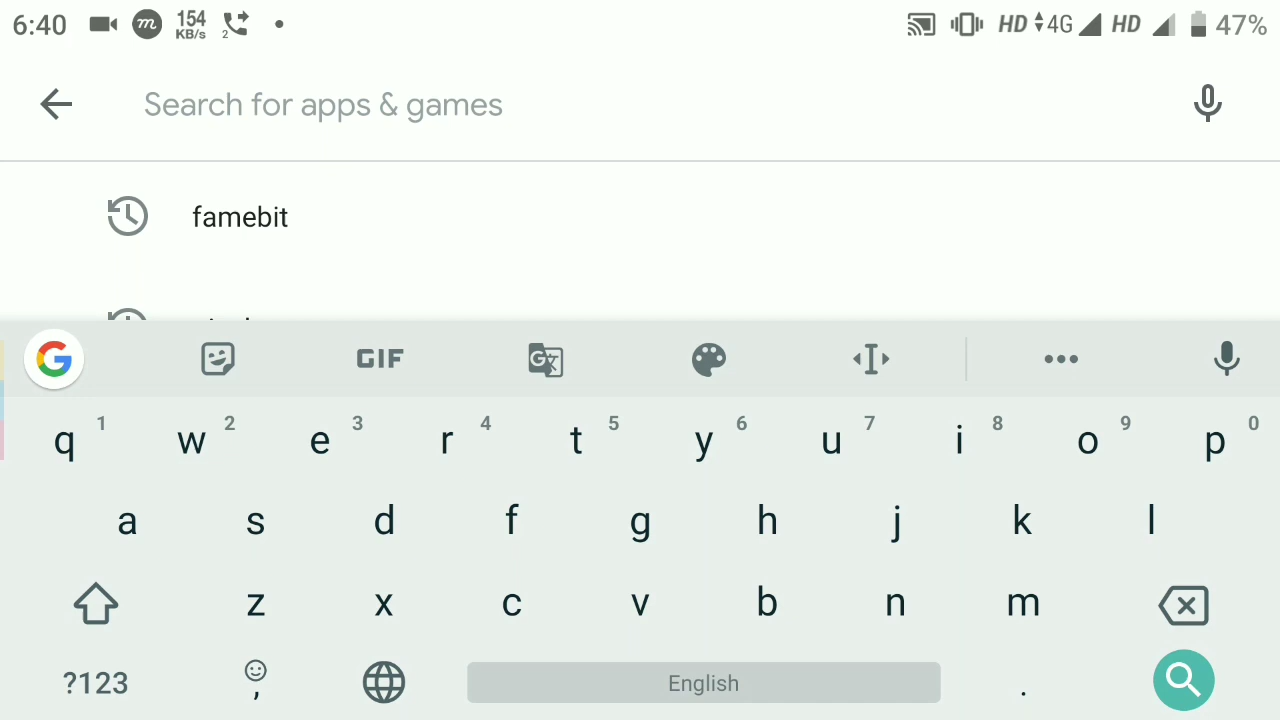 6:40 m 154 KB/s 2 HD 4G HD 47%
Search for apps & games
famebit
GIF G
q 1 w 2 e 3 r 4 t 5 y 6 u 7 i 8 o 9 p 0
a s d f g h j k l
z x c v b n m
?123 , English .